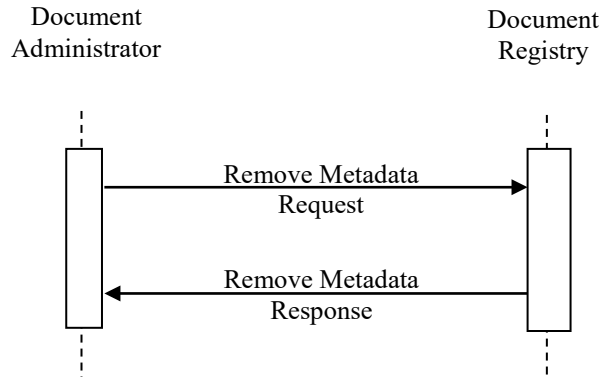 Document
Administrator
Document
Registry
Remove Metadata
Request
Remove Metadata
Response